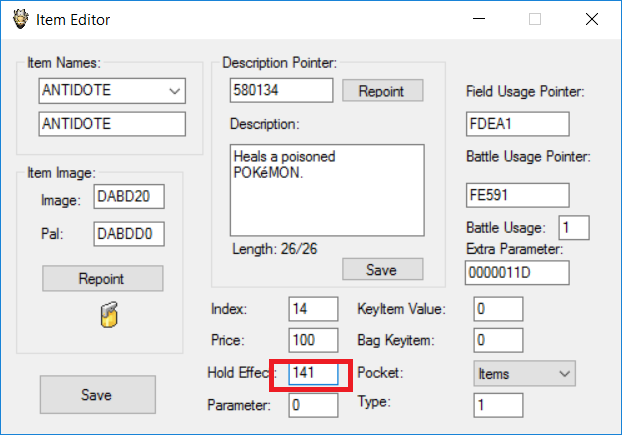 Item Editor
Item Names:
ANTIDOTE
ANTIDOTE
Item Image:
Image: DABD20
Pal: DABDD0
Repoint
Save
Description Pointer:
580134 Repoint
Description:
Heals a poisoned
POKéMON.
Length: 26/26
Save
Index: 14
Price: 100
Hold Effect: 141
Parameter: 0
KeyItem Value: 0
Bag Keyitem: 0
Pocket: Items
Type: 1
Field Usage Pointer:
FDEA1
Battle Usage Pointer:
FE591
Battle Usage: 1
Extra Parameter:
0000011D